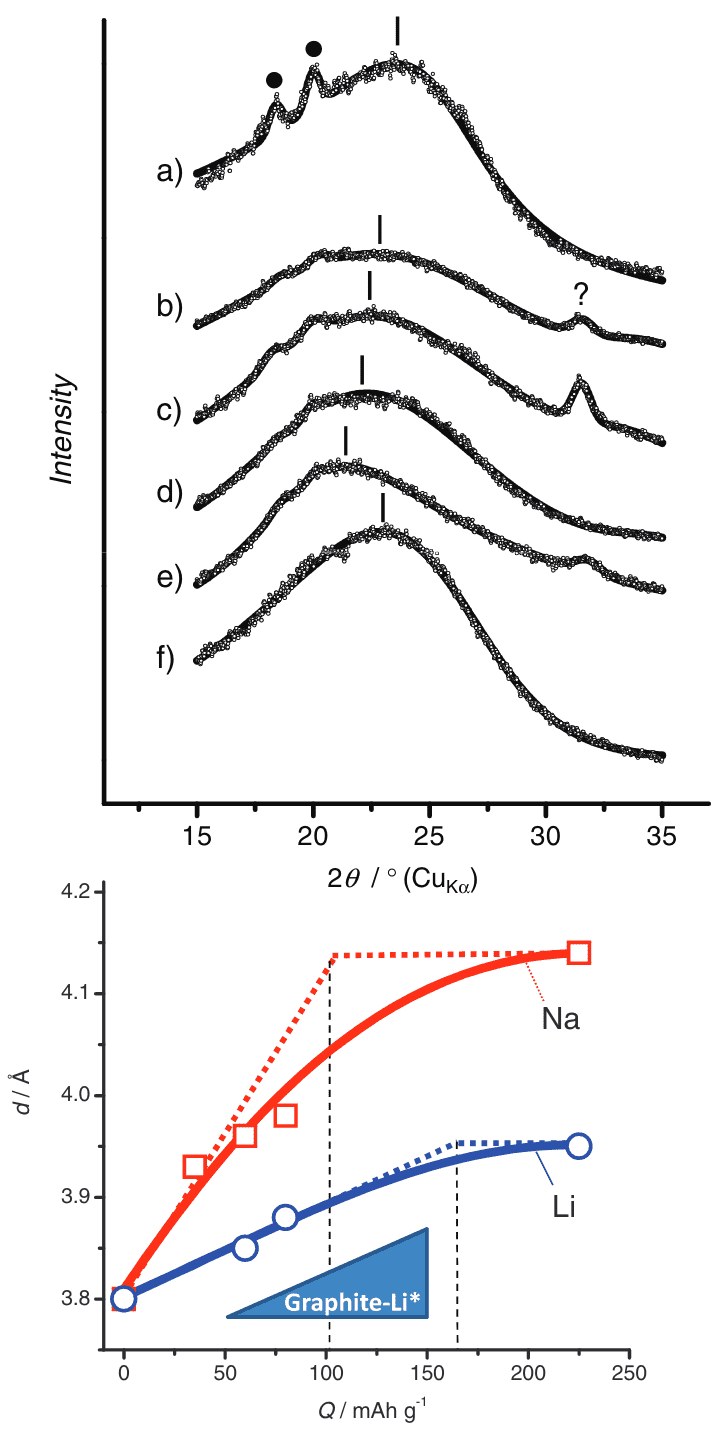 a)
b)
?
c)
d)
e)
f)
Intensity
15 20 25 30 35
2θ / ° (CuKα)
4.2
4.1
4.0
3.9
3.8
d / Å
Na
Li
Graphite-Li*
0 50 100 150 200 250
Q / mAh g⁻¹